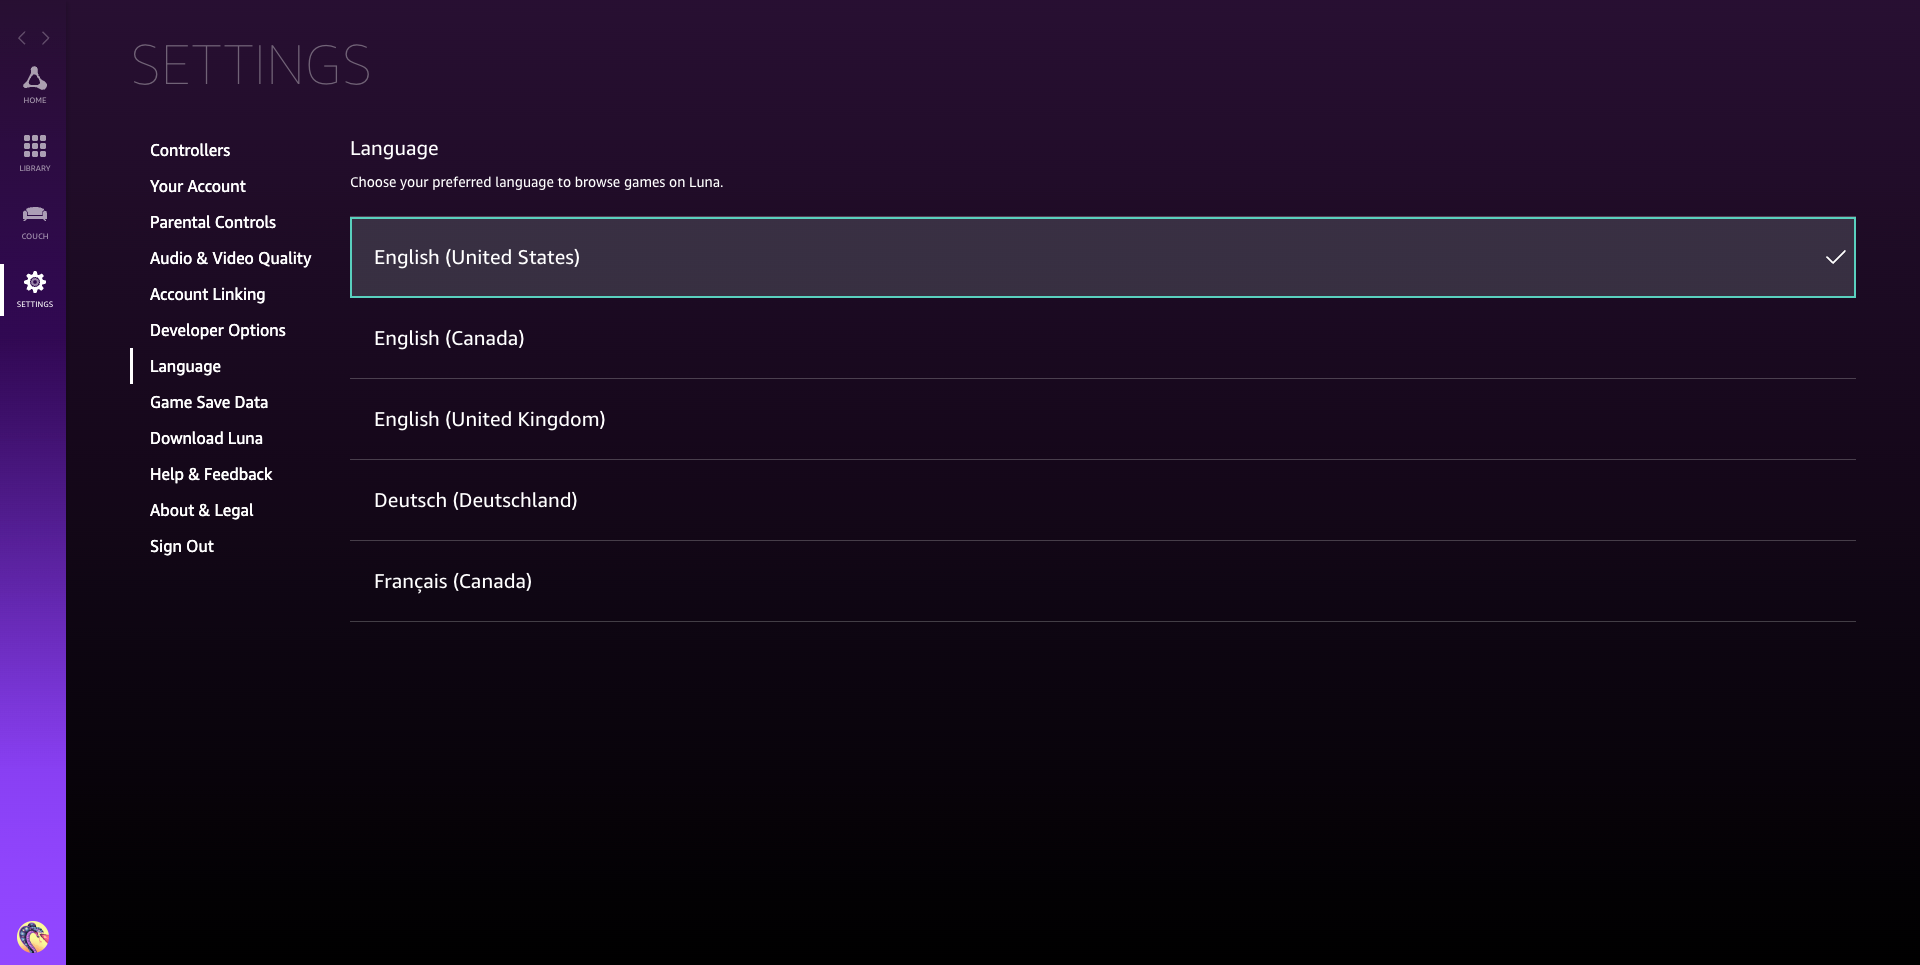 HOME
LIBRARY
COUCH
SETTINGS
SETTINGS
Controllers
Your Account
Parental Controls
Audio & Video Quality
Account Linking
Developer Options
Language
Game Save Data
Download Luna
Help & Feedback
About & Legal
Sign Out
Language
Choose your preferred language to browse games on Luna.
English (United States)
English (Canada)
English (United Kingdom)
Deutsch (Deutschland)
Français (Canada)